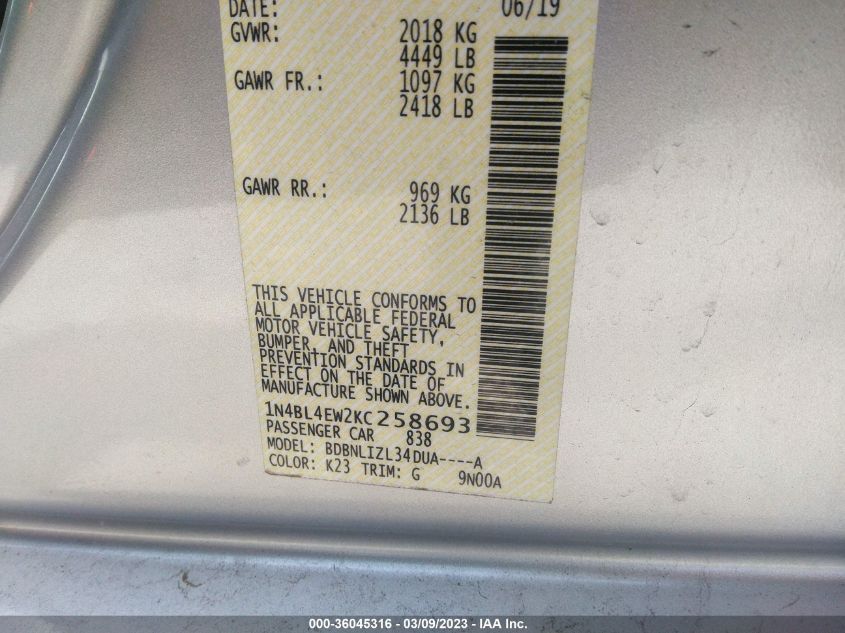 DATE: 06/19
GVWR: 2018 KG
4449 LB
GAWR FR.: 1097 KG
2418 LB
GAWR RR.: 969 KG
2136 LB
THIS VEHICLE CONFORMS TO
ALL APPLICABLE FEDERAL
MOTOR VEHICLE SAFETY,
BUMPER, AND THEFT
PREVENTION STANDARDS IN
EFFECT ON THE DATE OF
MANUFACTURE SHOWN ABOVE.
1N4BL4EW2KC258693
PASSENGER CAR 838
MODEL: BDBNLIZL34DUA----A
COLOR: K23 TRIM: G 9N00A
000-36045316 - 03/09/2023 - IAA Inc.